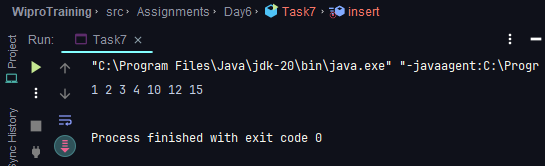 WiproTraining › src › Assignments › Day6 › Task7 › insert
Project
Run: Task7 ×
"C:\Program Files\Java\jdk-20\bin\java.exe" "-javaagent:C:\Progr
1 2 3 4 10 12 15
Process finished with exit code 0
Sync History